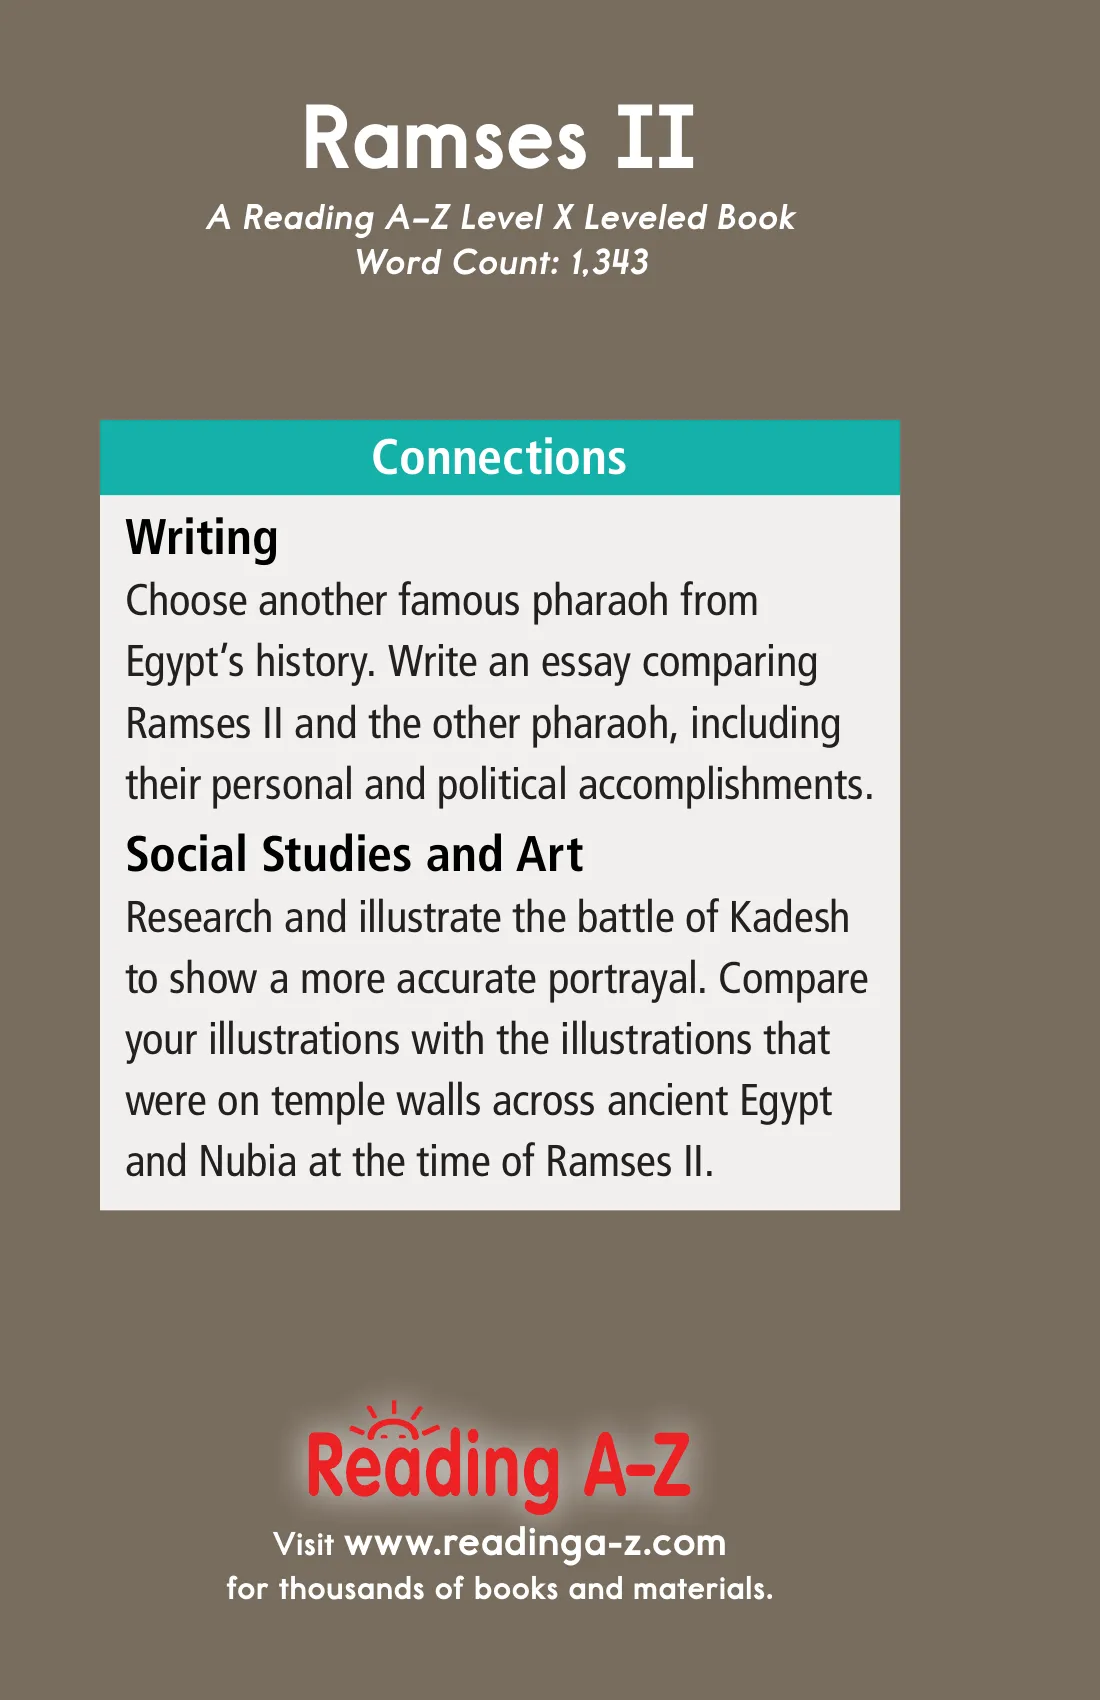 Ramses II
A Reading A–Z Level X Leveled Book
Word Count: 1,343
Connections
Writing
Choose another famous pharaoh from
Egypt’s history. Write an essay comparing
Ramses II and the other pharaoh, including
their personal and political accomplishments.
Social Studies and Art
Research and illustrate the battle of Kadesh
to show a more accurate portrayal. Compare
your illustrations with the illustrations that
were on temple walls across ancient Egypt
and Nubia at the time of Ramses II.
Reading A–Z
Visit www.readinga-z.com
for thousands of books and materials.